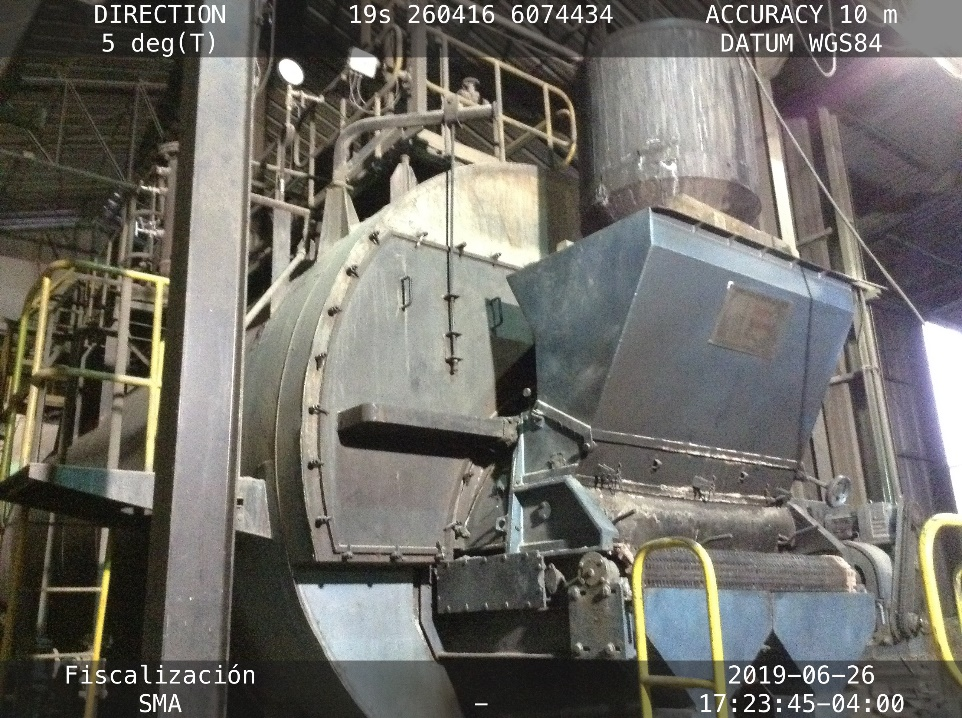 DIRECTION
5 deg(T)
19s 260416 6074434
ACCURACY 10 m
DATUM WGS84
Fiscalización
SMA
–
2019-06-26
17:23:45-04:00